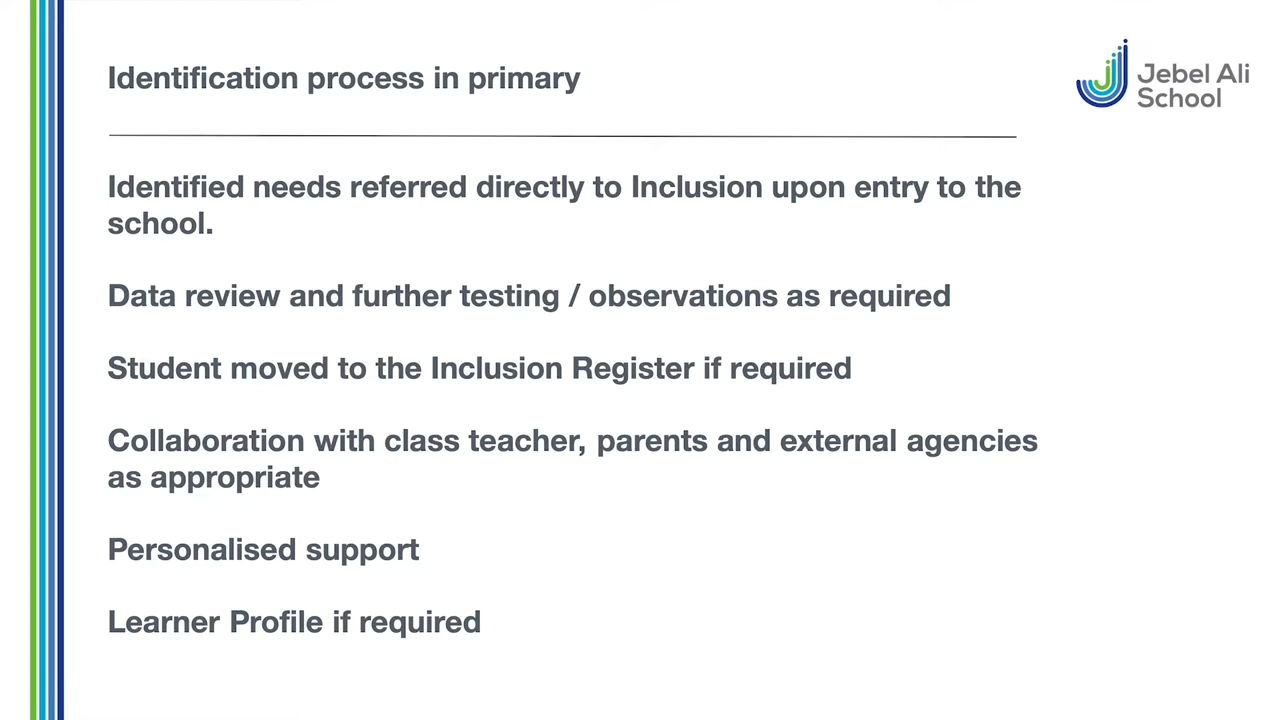 Identification process in primary
Jebel Ali
School
Identified needs referred directly to Inclusion upon entry to the
school.
Data review and further testing / observations as required
Student moved to the Inclusion Register if required
Collaboration with class teacher, parents and external agencies
as appropriate
Personalised support
Learner Profile if required